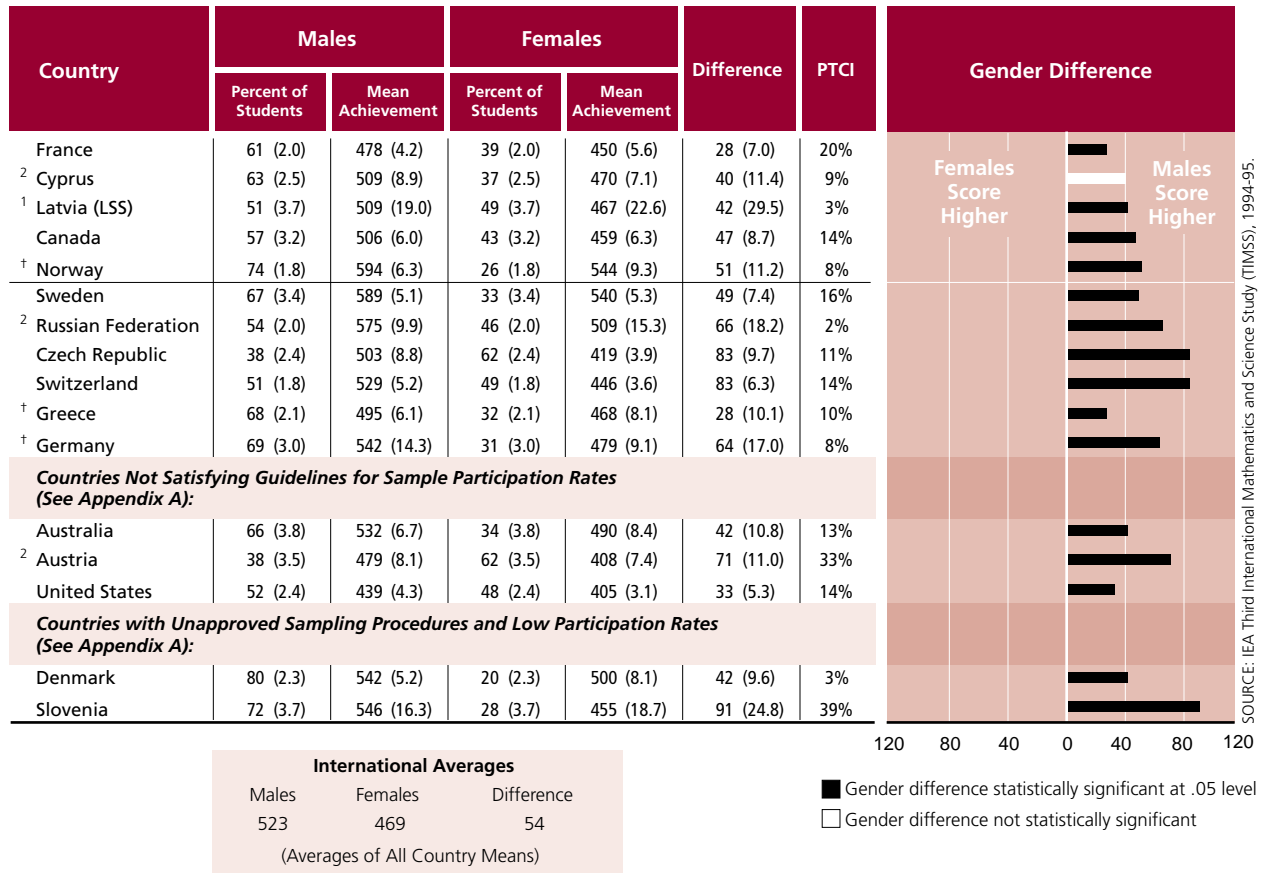 Country Males Females Difference PTCI Gender Difference
Percent of Students Mean Achievement Percent of Students Mean Achievement
France 61 (2.0) 478 (4.2) 39 (2.0) 450 (5.6) 28 (7.0) 20%
2 Cyprus 63 (2.5) 509 (8.9) 37 (2.5) 470 (7.1) 40 (11.4) 9%
1 Latvia (LSS) 51 (3.7) 509 (19.0) 49 (3.7) 467 (22.6) 42 (29.5) 3%
Canada 57 (3.2) 506 (6.0) 43 (3.2) 459 (6.3) 47 (8.7) 14%
† Norway 74 (1.8) 594 (6.3) 26 (1.8) 544 (9.3) 51 (11.2) 8%
Sweden 67 (3.4) 589 (5.1) 33 (3.4) 540 (5.3) 49 (7.4) 16%
2 Russian Federation 54 (2.0) 575 (9.9) 46 (2.0) 509 (15.3) 66 (18.2) 2%
Czech Republic 38 (2.4) 503 (8.8) 62 (2.4) 419 (3.9) 83 (9.7) 11%
Switzerland 51 (1.8) 529 (5.2) 49 (1.8) 446 (3.6) 83 (6.3) 14%
† Greece 68 (2.1) 495 (6.1) 32 (2.1) 468 (8.1) 28 (10.1) 10%
† Germany 69 (3.0) 542 (14.3) 31 (3.0) 479 (9.1) 64 (17.0) 8%
Countries Not Satisfying Guidelines for Sample Participation Rates
(See Appendix A):
Australia 66 (3.8) 532 (6.7) 34 (3.8) 490 (8.4) 42 (10.8) 13%
2 Austria 38 (3.5) 479 (8.1) 62 (3.5) 408 (7.4) 71 (11.0) 33%
United States 52 (2.4) 439 (4.3) 48 (2.4) 405 (3.1) 33 (5.3) 14%
Countries with Unapproved Sampling Procedures and Low Participation Rates
(See Appendix A):
Denmark 80 (2.3) 542 (5.2) 20 (2.3) 500 (8.1) 42 (9.6) 3%
Slovenia 72 (3.7) 546 (16.3) 28 (3.7) 455 (18.7) 91 (24.8) 39%
Females
Score
Higher
Males
Score
Higher
120 80 40 0 40 80 120
SOURCE: IEA Third International Mathematics and Science Study (TIMSS), 1994-95.
Gender difference statistically significant at .05 level
Gender difference not statistically significant
International Averages
Males Females Difference
523 469 54
(Averages of All Country Means)